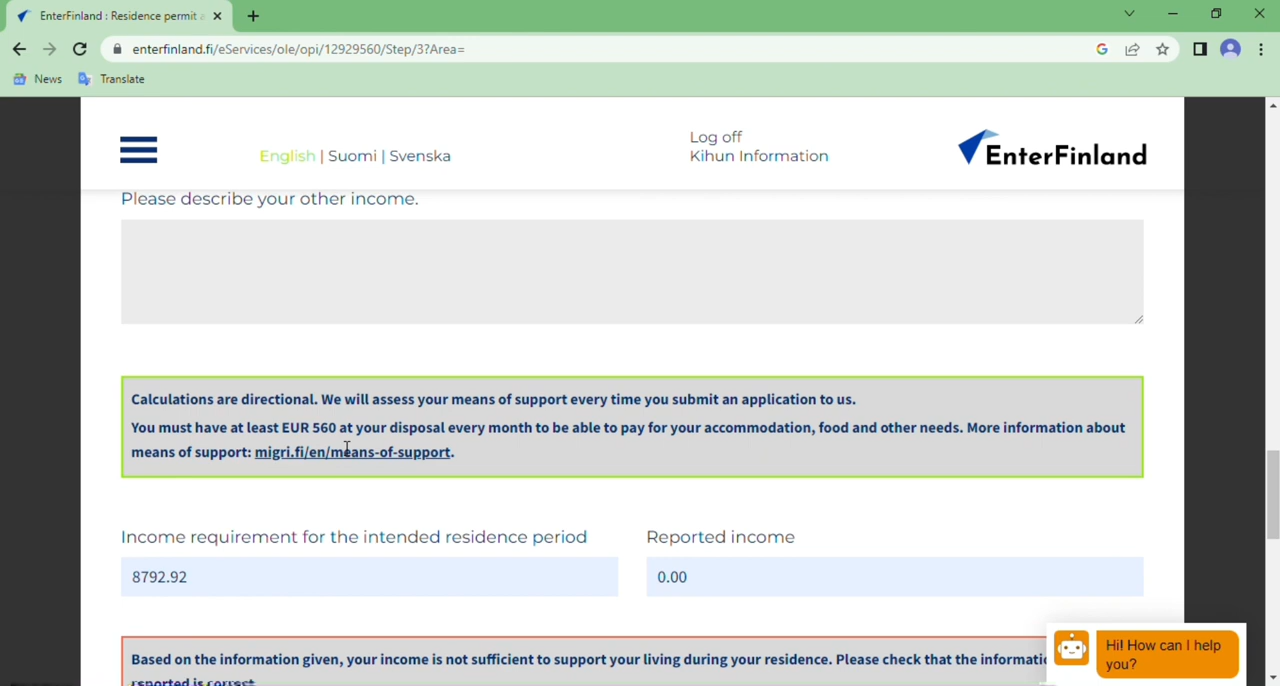 EnterFinland : Residence permit a
enterfinland.fi/eServices/ole/opi/12929560/Step/3?Area=
News Translate
English | Suomi | Svenska
Log off
Kihun Information
EnterFinland
Please describe your other income.
Calculations are directional. We will assess your means of support every time you submit an application to us.
You must have at least EUR 560 at your disposal every month to be able to pay for your accommodation, food and other needs. More information about
means of support: migri.fi/en/means-of-support.
Income requirement for the intended residence period
Reported income
8792.92
0.00
Based on the information given, your income is not sufficient to support your living during your residence. Please check that the informatio
reported is correct.
Hi! How can I help
you?